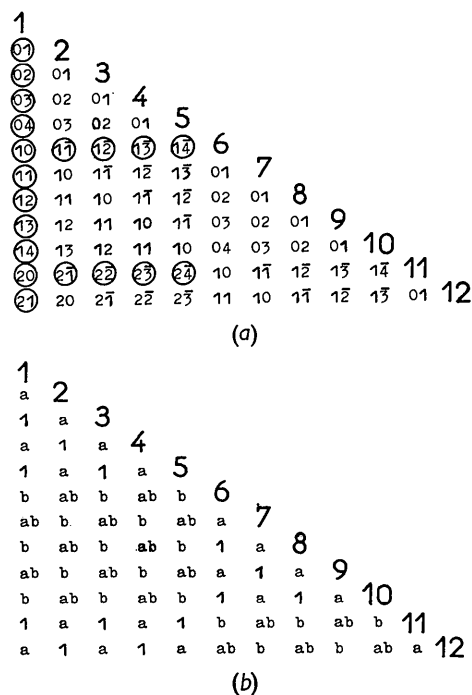 1
01 2
02 01 3
03 02 01 4
04 03 02 01 5
10 11̄ 12̄ 13̄ 14̄ 6
11 10 11̄ 12̄ 13̄ 01 7
12 11 10 11̄ 12̄ 02 01 8
13 12 11 10 11̄ 03 02 01 9
14 13 12 11 10 04 03 02 01 10
20 21̄ 22̄ 23̄ 24̄ 10 11̄ 12̄ 13̄ 14̄ 11
21 20 21̄ 22̄ 23̄ 11 10 11̄ 12̄ 13̄ 01 12
(a)
1
a 2
1 a 3
a 1 a 4
1 a 1 a 5
b ab b ab b 6
ab b ab b ab a 7
b ab b ab b 1 a 8
ab b ab b ab a 1 a 9
b ab b ab b 1 a 1 a 10
1 a 1 a 1 b ab b ab b 11
a 1 a 1 a ab b ab b ab a 12
(b)